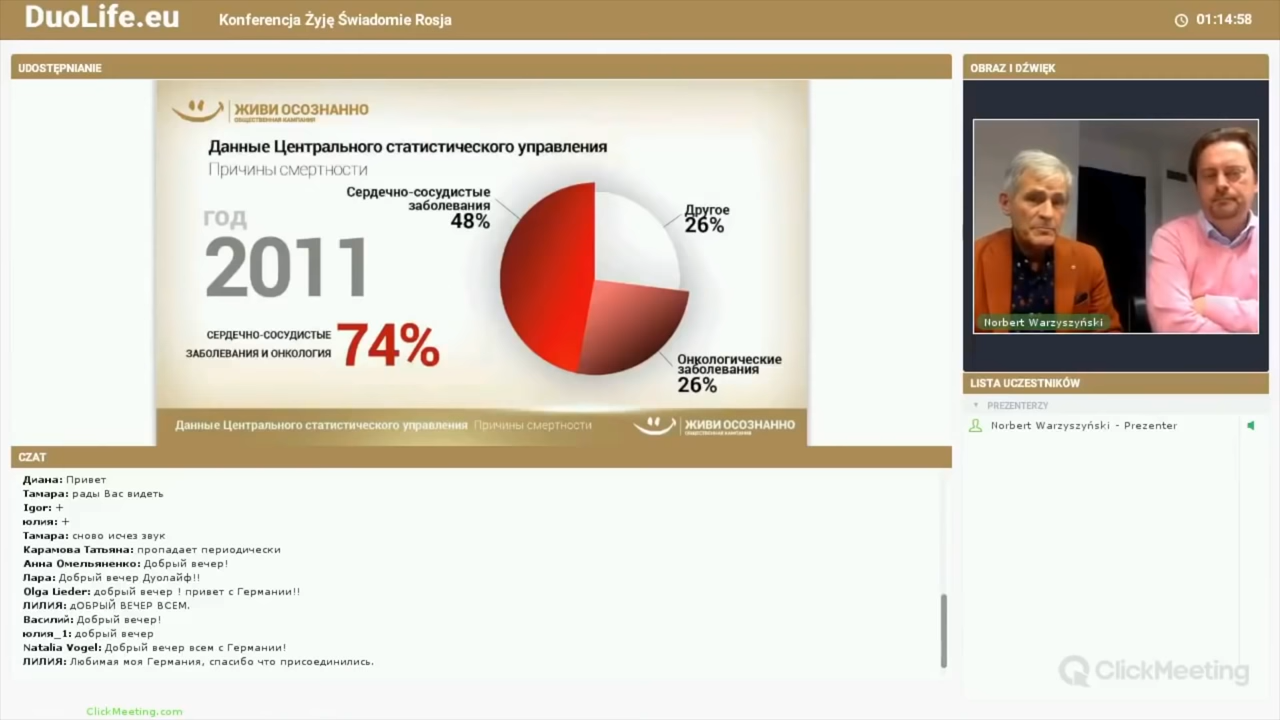 DuoLife.eu
Konferencja Żyję Świadomie Rosja
01:14:58
UDOSTĘPNIANIE
ЖИВИ ОСОЗНАННО
ОБЩЕСТВЕННАЯ КАМПАНИЯ
Данные Центрального статистического управления
Причины смертности
год
2011
Сердечно-сосудистые
заболевания
48%
Другое
26%
СЕРДЕЧНО-СОСУДИСТЫЕ
ЗАБОЛЕВАНИЯ И ОНКОЛОГИЯ
74%
Онкологические
заболевания
26%
Данные Центрального статистического управления Причины смертности
ЖИВИ ОСОЗНАННО
ОБЩЕСТВЕННАЯ КАМПАНИЯ
OBRAZ I DŹWIĘK
Norbert Warzyszyński
LISTA UCZESTNIKÓW
PREZENTERZY
Norbert Warzyszyński - Prezenter
CZAT
Диана: Привет
Тамара: рады Вас видеть
Igor: +
юлия: +
Тамара: сново исчез звук
Карамова Татьяна: пропадает периодически
Анна Омельяненко: Добрый вечер!
Лара: Добрый вечер Дуолайф!!
Olga Lieder: добрый вечер ! привет с Германии!!
ЛИЛИЯ: дОБРЫЙ ВЕЧЕР ВСЕМ.
Василий: Добрый вечер!
юлия_1: добрый вечер
Natalia Vogel: Добрый вечер всем с Германии!
ЛИЛИЯ: Любимая моя Германия, спасибо что присоединились.
ClickMeeting
ClickMeeting.com